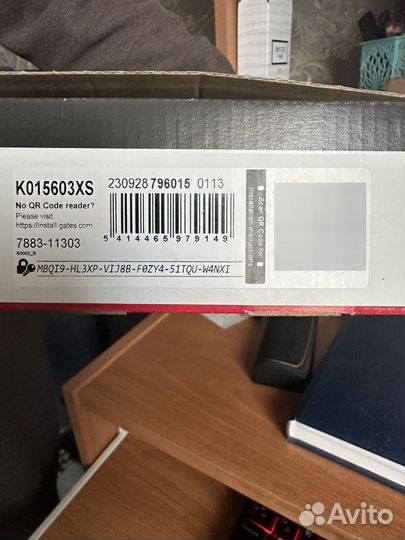 K015603XS
230928 796015 0113
No QR Code reader?
Please visit
https://install.gates.com
7883-11303
E0002_B
5 414465 979149
Scan QR Code for
installation instructions
MBQI9-HL3XP-VIJ8B-F0ZY4-51TQU-W4NXI
Avito